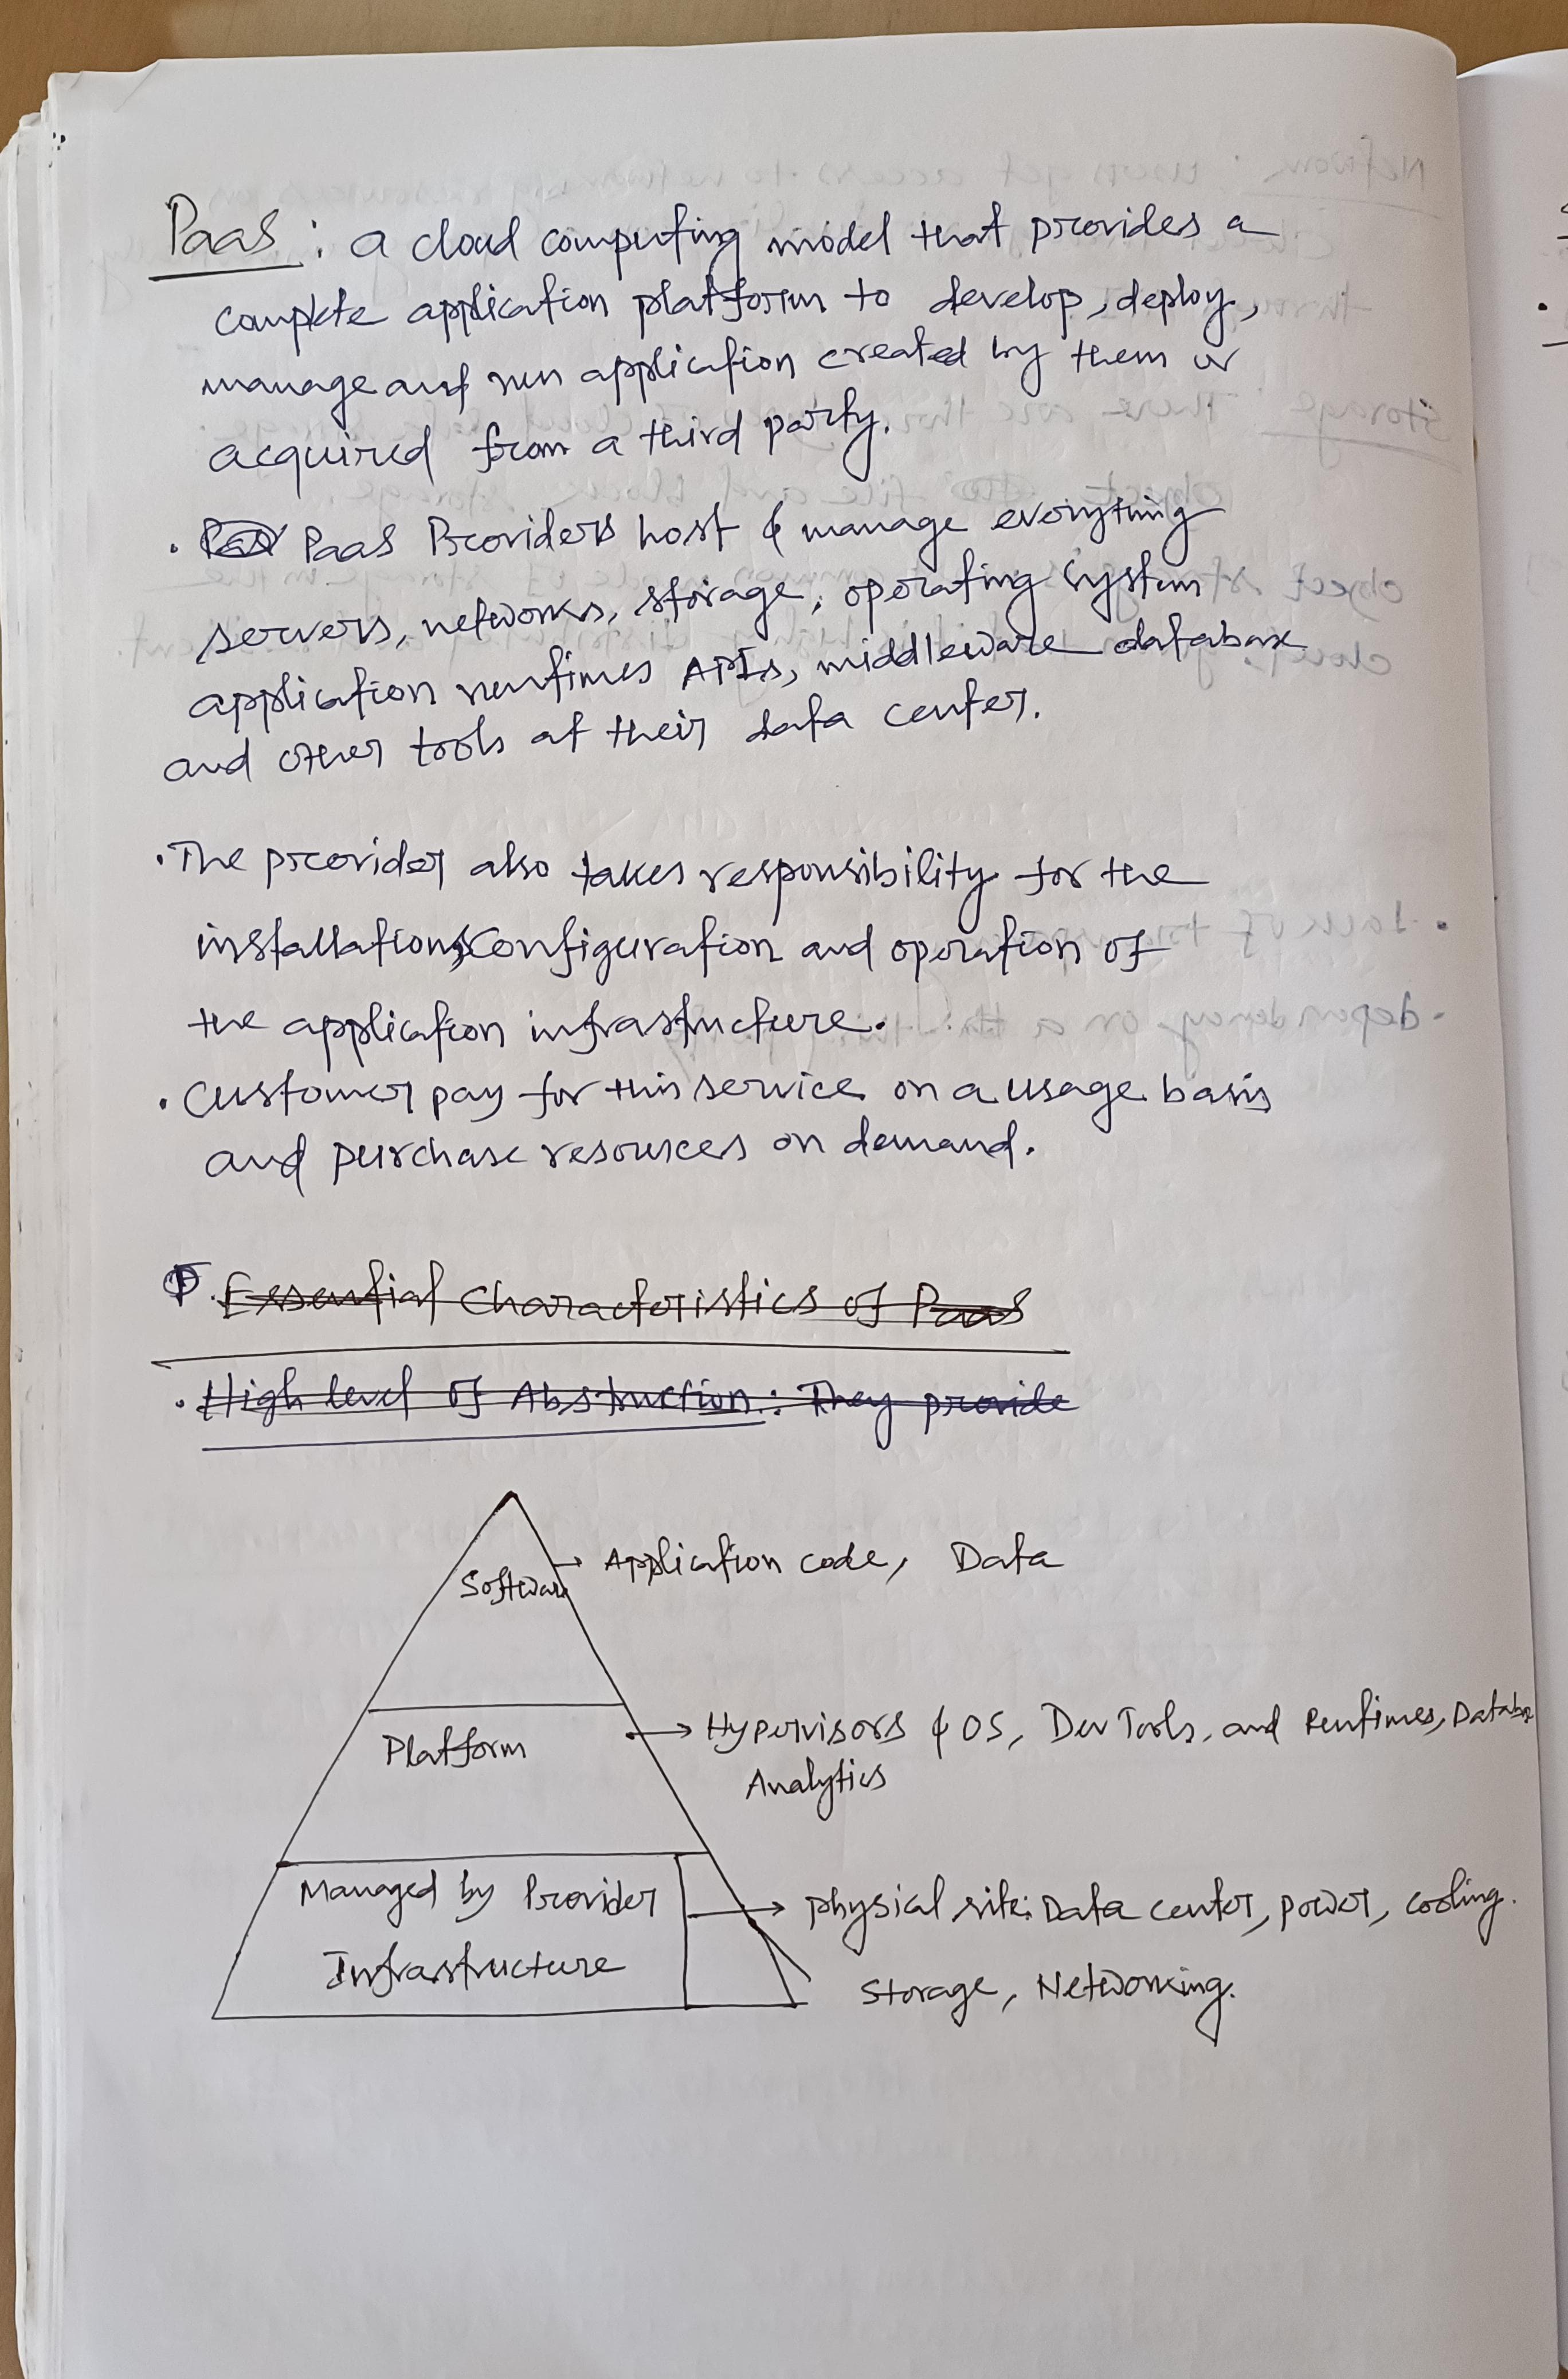 PaaS : a cloud computing model that provides a
complete application platform to develop, deploy,
manage and run application created by them or
acquired from a third party.
. PaaS Providers host & manage everything
servers, networks, storage, operating system
application runtimes APIs, middleware database
and other tools at their data center.
. The provider also takes responsibility for the
installation, configuration and operation of
the application infrastructure.
. Customer pay for this service on a usage basis
and purchase resources on demand.
. Essential Characteristics of PaaS
. High level of Abstruction : They provide
Software → Application code, Data
Platform → Hypervisors & OS, Dev Tools, and Runtimes, Databa
Analytics
Managed by Provider → physical site: Data center, power, cooling.
Infrastructure Storage, Networking.